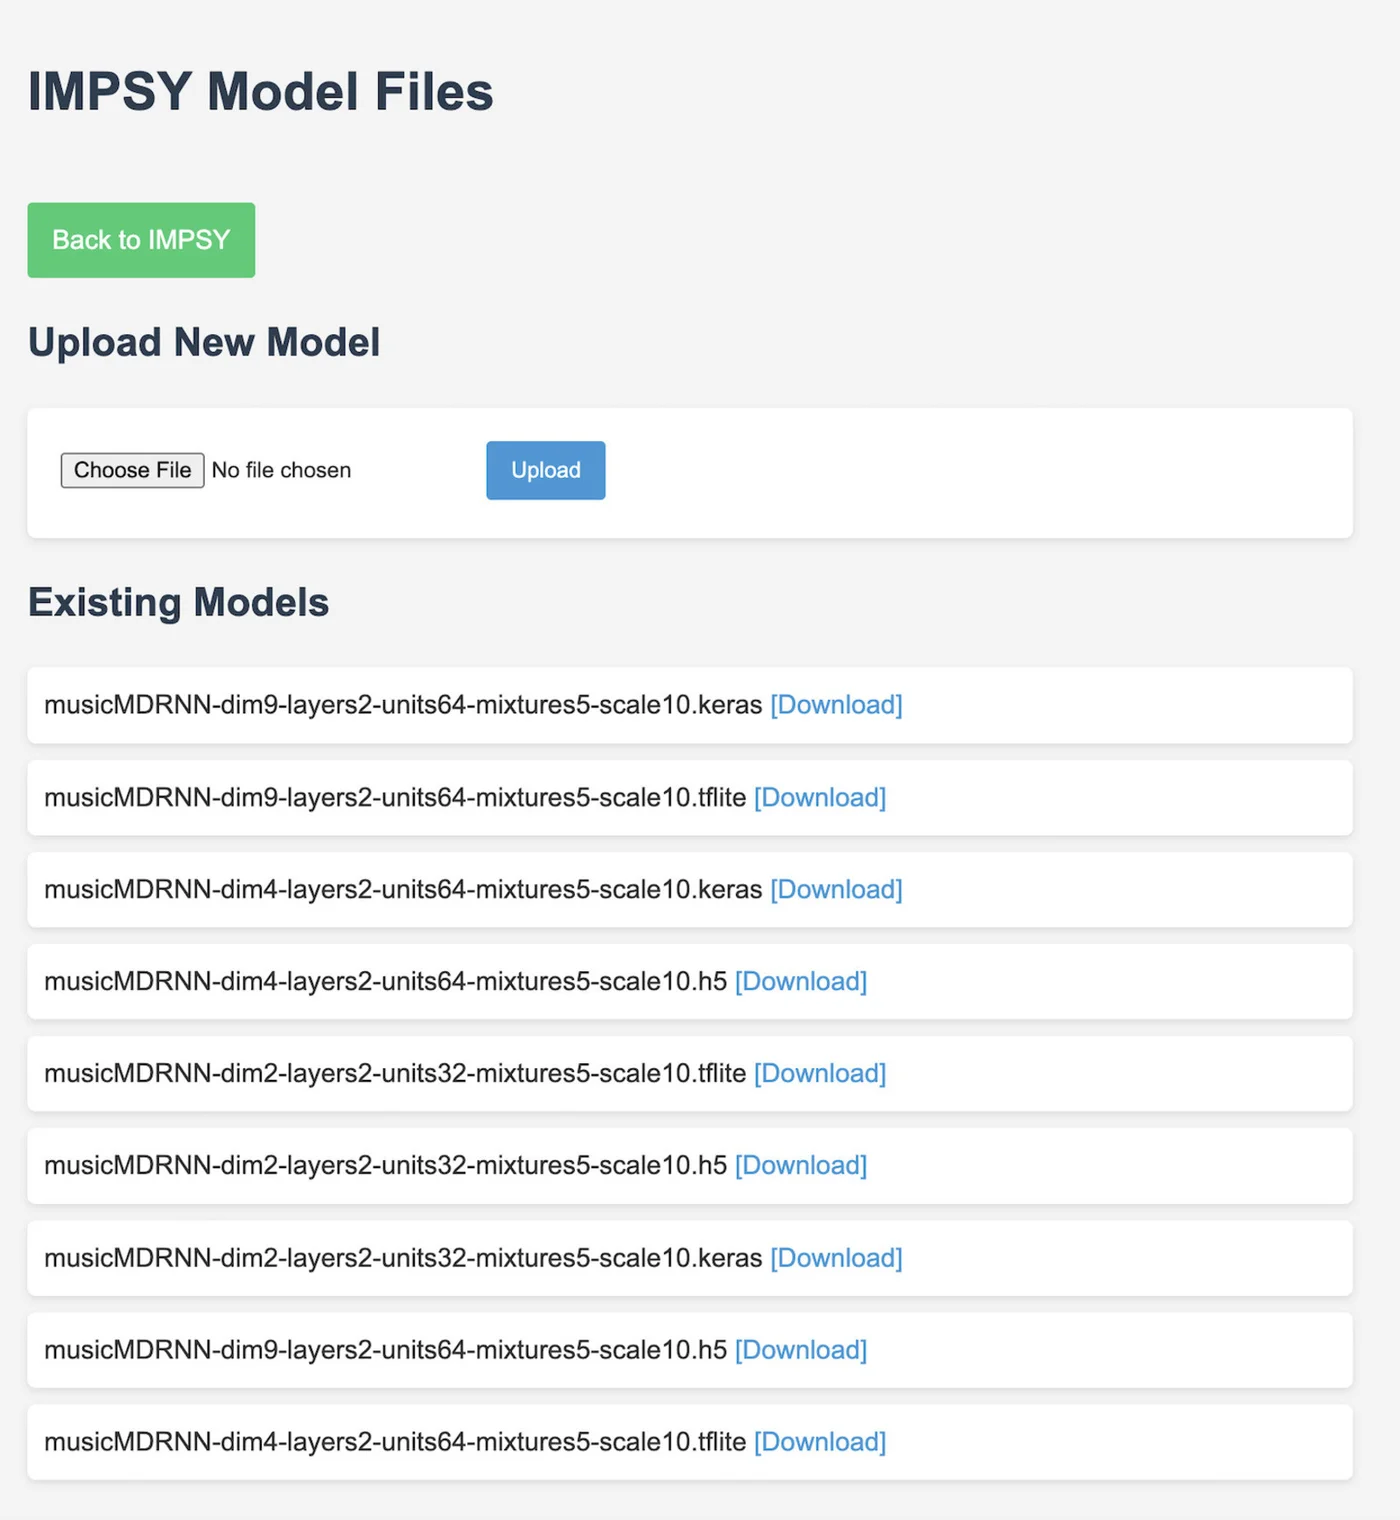 IMPSY Model Files
Back to IMPSY
Upload New Model
Choose File No file chosen Upload
Existing Models
musicMDRNN-dim9-layers2-units64-mixtures5-scale10.keras [Download]
musicMDRNN-dim9-layers2-units64-mixtures5-scale10.tflite [Download]
musicMDRNN-dim4-layers2-units64-mixtures5-scale10.keras [Download]
musicMDRNN-dim4-layers2-units64-mixtures5-scale10.h5 [Download]
musicMDRNN-dim2-layers2-units32-mixtures5-scale10.tflite [Download]
musicMDRNN-dim2-layers2-units32-mixtures5-scale10.h5 [Download]
musicMDRNN-dim2-layers2-units32-mixtures5-scale10.keras [Download]
musicMDRNN-dim9-layers2-units64-mixtures5-scale10.h5 [Download]
musicMDRNN-dim4-layers2-units64-mixtures5-scale10.tflite [Download]